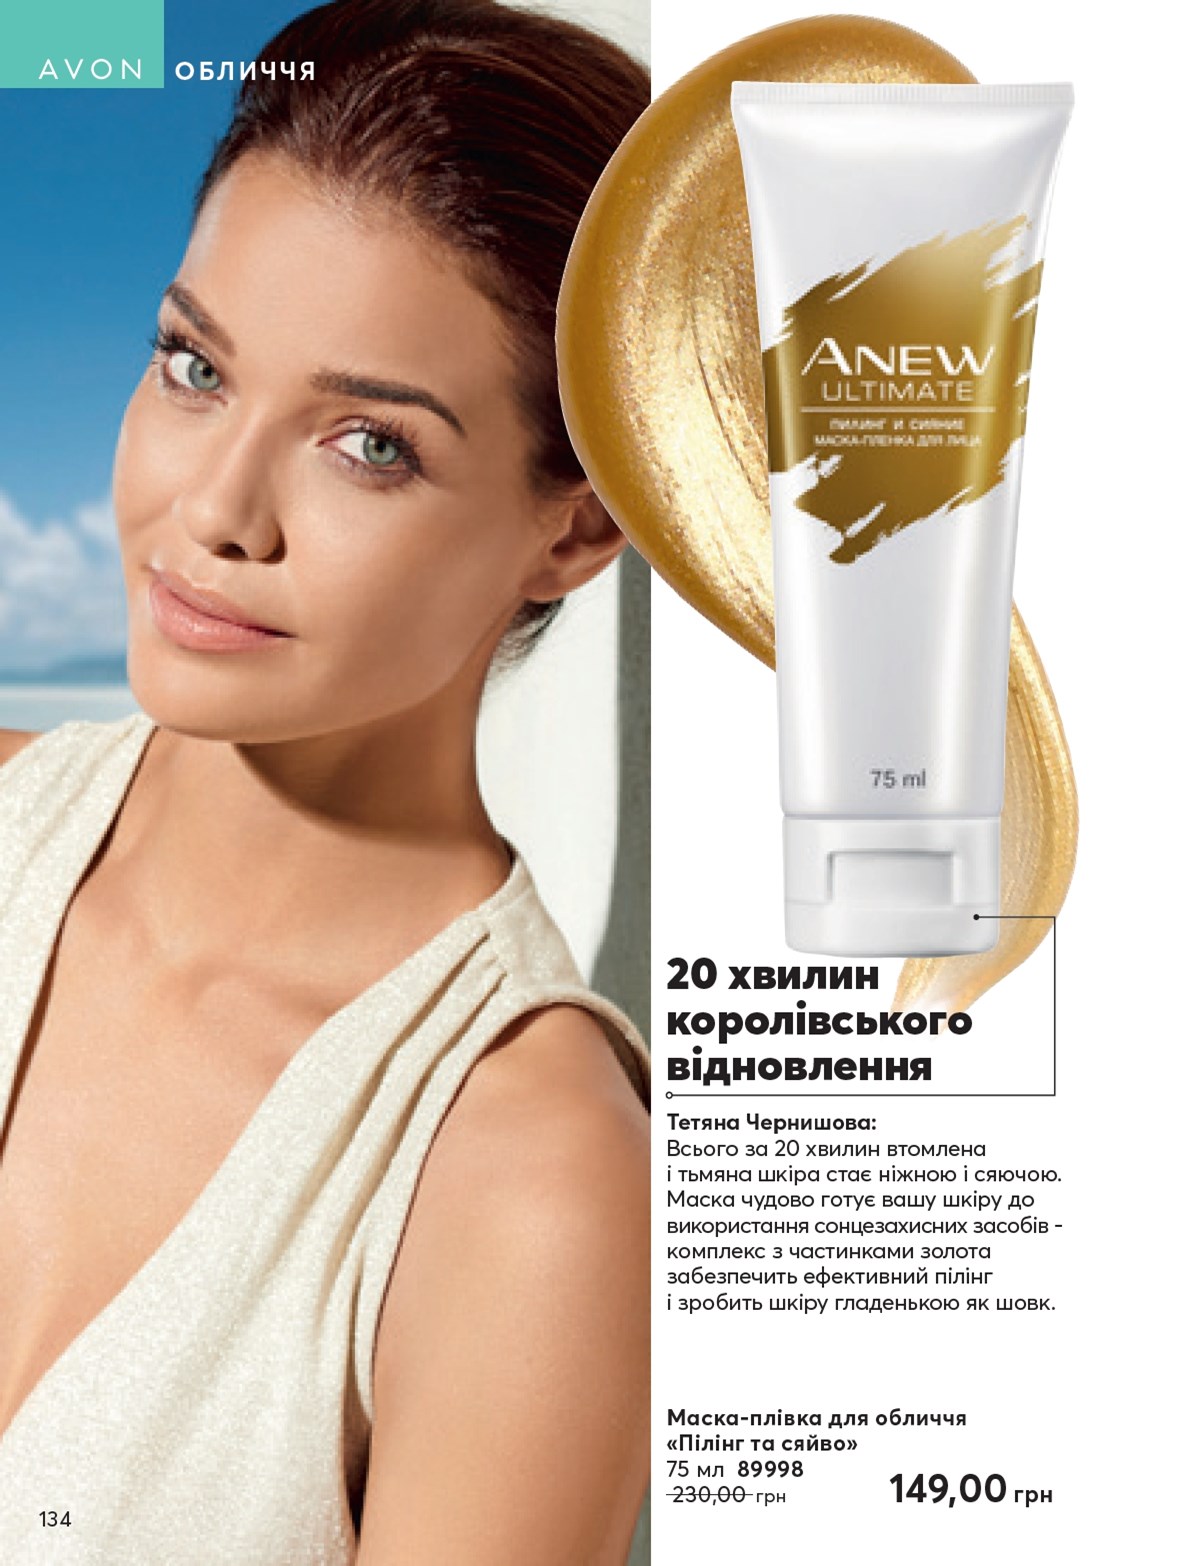 AVON ОБЛИЧЧЯ
ANEW
ULTIMATE
ПИЛИНГ И СИЯНИЕ
МАСКА-ПЛЕНКА ДЛЯ ЛИЦА
75 ml
20 хвилин
королівського
відновлення
Тетяна Чернишова:
Всього за 20 хвилин втомлена
і тьмяна шкіра стає ніжною і сяючою.
Маска чудово готує вашу шкіру до
використання сонцезахисних засобів -
комплекс з частинками золота
забезпечить ефективний пілінг
і зробить шкіру гладенькою як шовк.
Маска-плівка для обличчя
«Пілінг та сяйво»
75 мл 89998
230,00 грн
149,00 грн
134